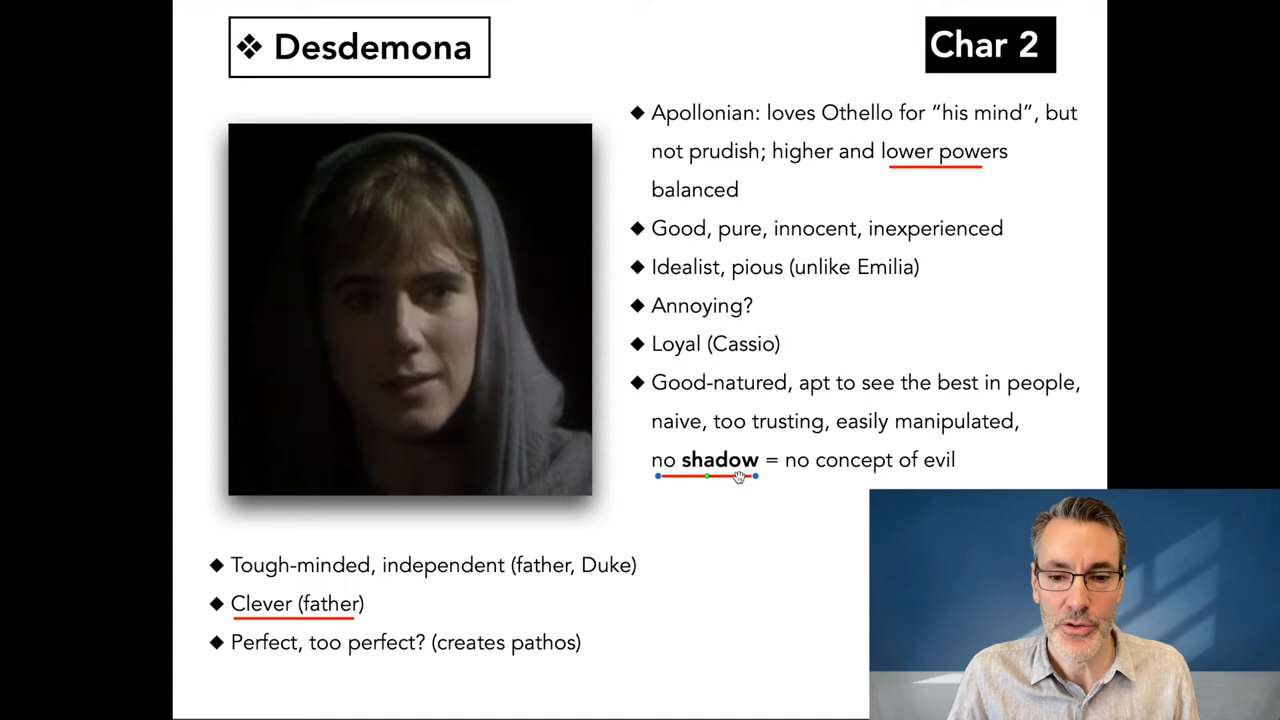 ❖ Desdemona
Char 2
◆ Apollonian: loves Othello for “his mind”, but
not prudish; higher and lower powers
balanced
◆ Good, pure, innocent, inexperienced
◆ Idealist, pious (unlike Emilia)
◆ Annoying?
◆ Loyal (Cassio)
◆ Good-natured, apt to see the best in people,
naive, too trusting, easily manipulated,
no shadow = no concept of evil
◆ Tough-minded, independent (father, Duke)
◆ Clever (father)
◆ Perfect, too perfect? (creates pathos)